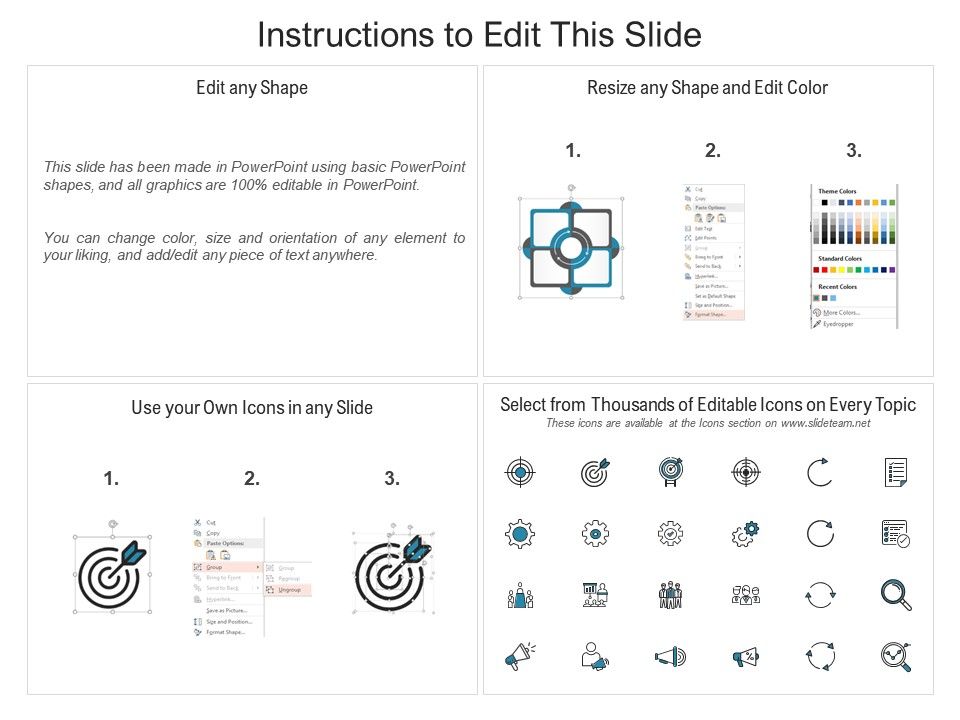 Instructions to Edit This Slide
Edit any Shape
This slide has been made in PowerPoint using basic PowerPoint
shapes, and all graphics are 100% editable in PowerPoint.
You can change color, size and orientation of any element to
your liking, and add/edit any piece of text anywhere.
Resize any Shape and Edit Color
1.
2.
3.
Cut
Copy
Paste Options:
Edit Text
Edit Points
Group
Bring to Front
Send to Back
Hyperlink...
Save as Picture...
Set as Default Shape
Size and Position...
Format Shape...
Theme Colors
Standard Colors
Recent Colors
More Colors...
Eyedropper
Use your Own Icons in any Slide
1.
2.
3.
Cut
Copy
Paste Options:
Group
Bring to Front
Send to Back
Hyperlink...
Save as Picture...
Size and Position...
Format Shape...
Group
Regroup
Ungroup
Select from Thousands of Editable Icons on Every Topic
These icons are available at the Icons section on www.slideteam.net
%